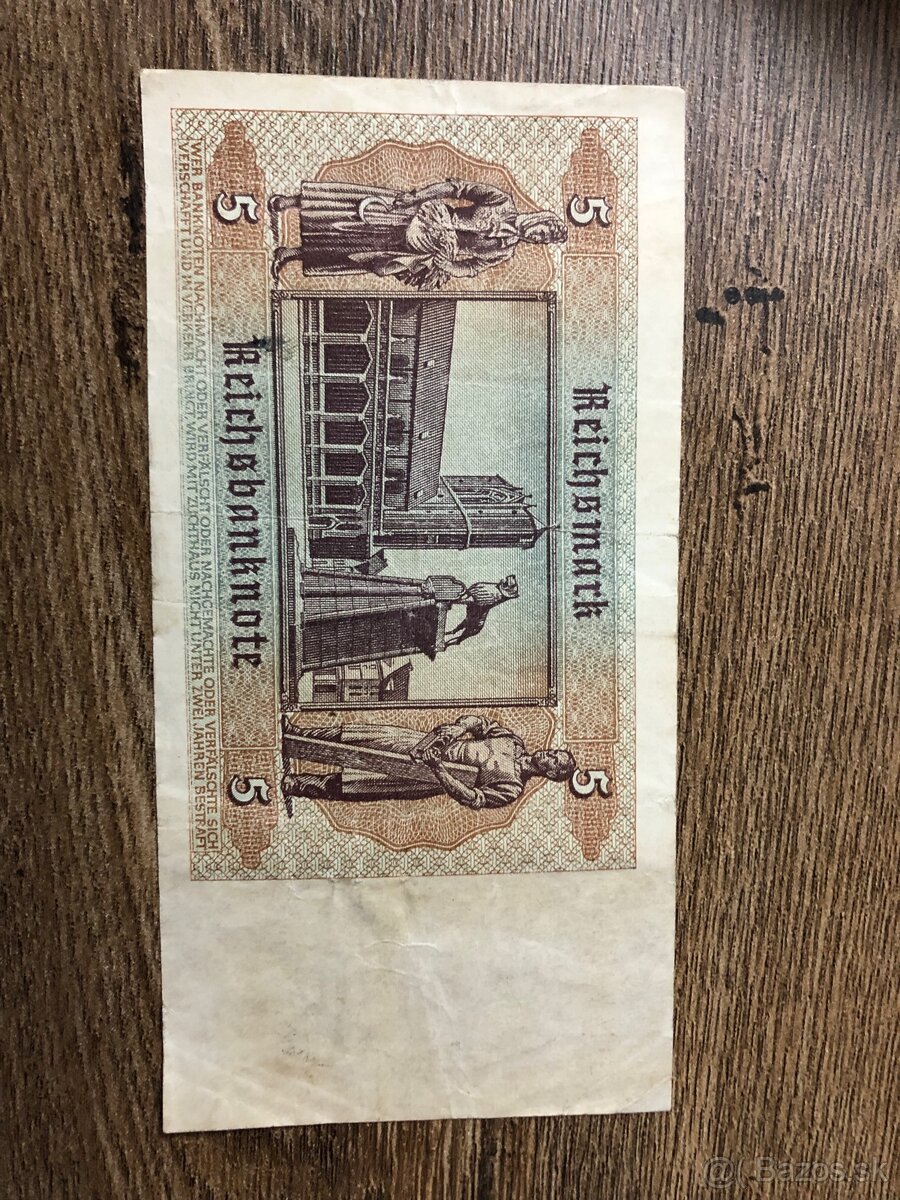 5 Reichsmark 5
5 Reichsbanknote 5
WER BANKNOTEN NACHMACHT ODER VERFÄLSCHT ODER NACHGEMACHTE ODER VERFÄLSCHTE SICH
VERSCHAFFT UND IN VERKEHR BRINGT WIRD MIT ZUCHTHAUS NICHT UNTER ZWEI JAHREN BESTRAFT
@ Bazos.sk